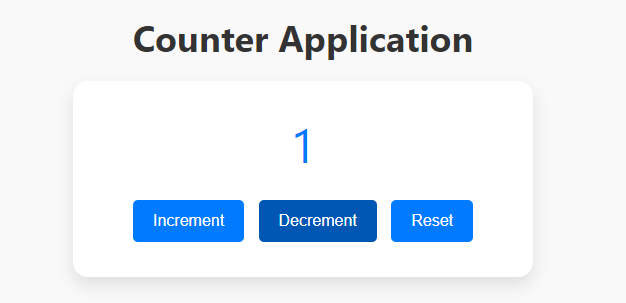 Counter Application
1
Increment Decrement Reset